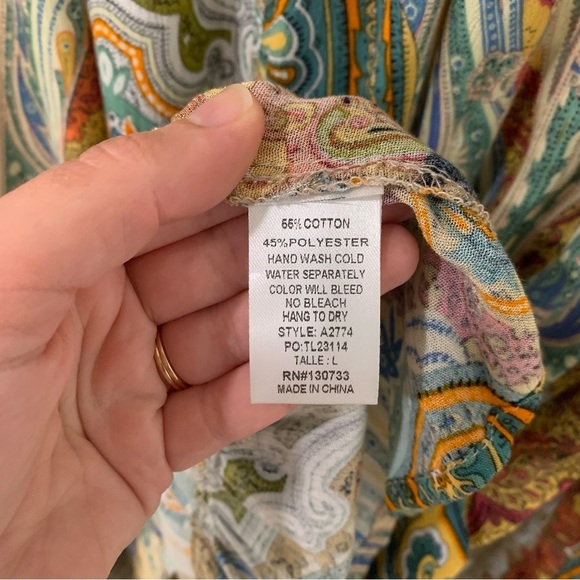 55% COTTON
45%POLYESTER
HAND WASH COLD
WATER SEPARATELY
COLOR WILL BLEED
NO BLEACH
HANG TO DRY
STYLE: A2774
PO:TL23114
TALLE : L
RN#130733
MADE IN CHINA